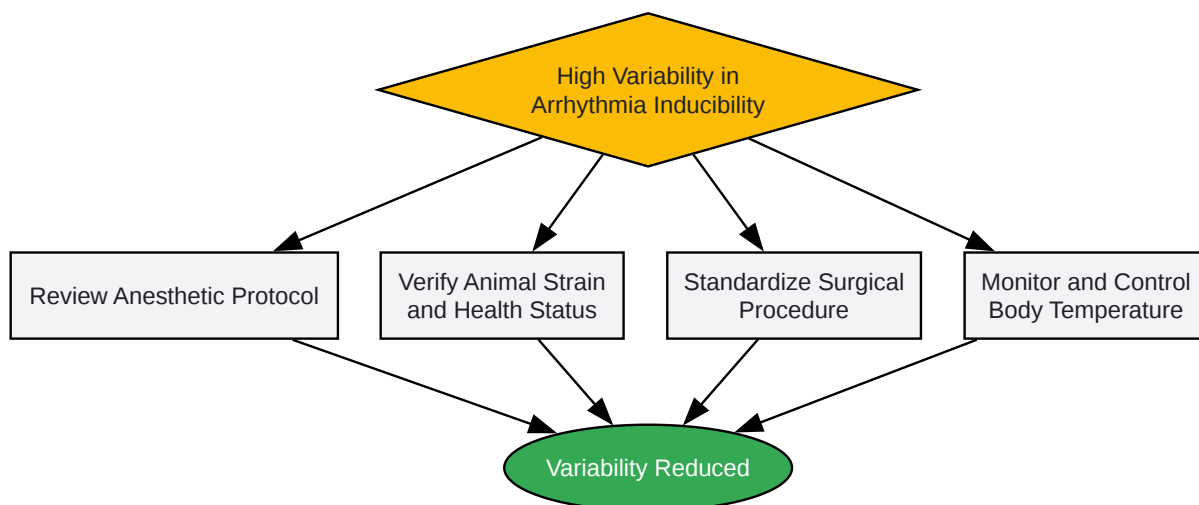 High Variability in
Arrhythmia Inducibility
Review Anesthetic Protocol
Verify Animal Strain
and Health Status
Standardize Surgical
Procedure
Monitor and Control
Body Temperature
Variability Reduced